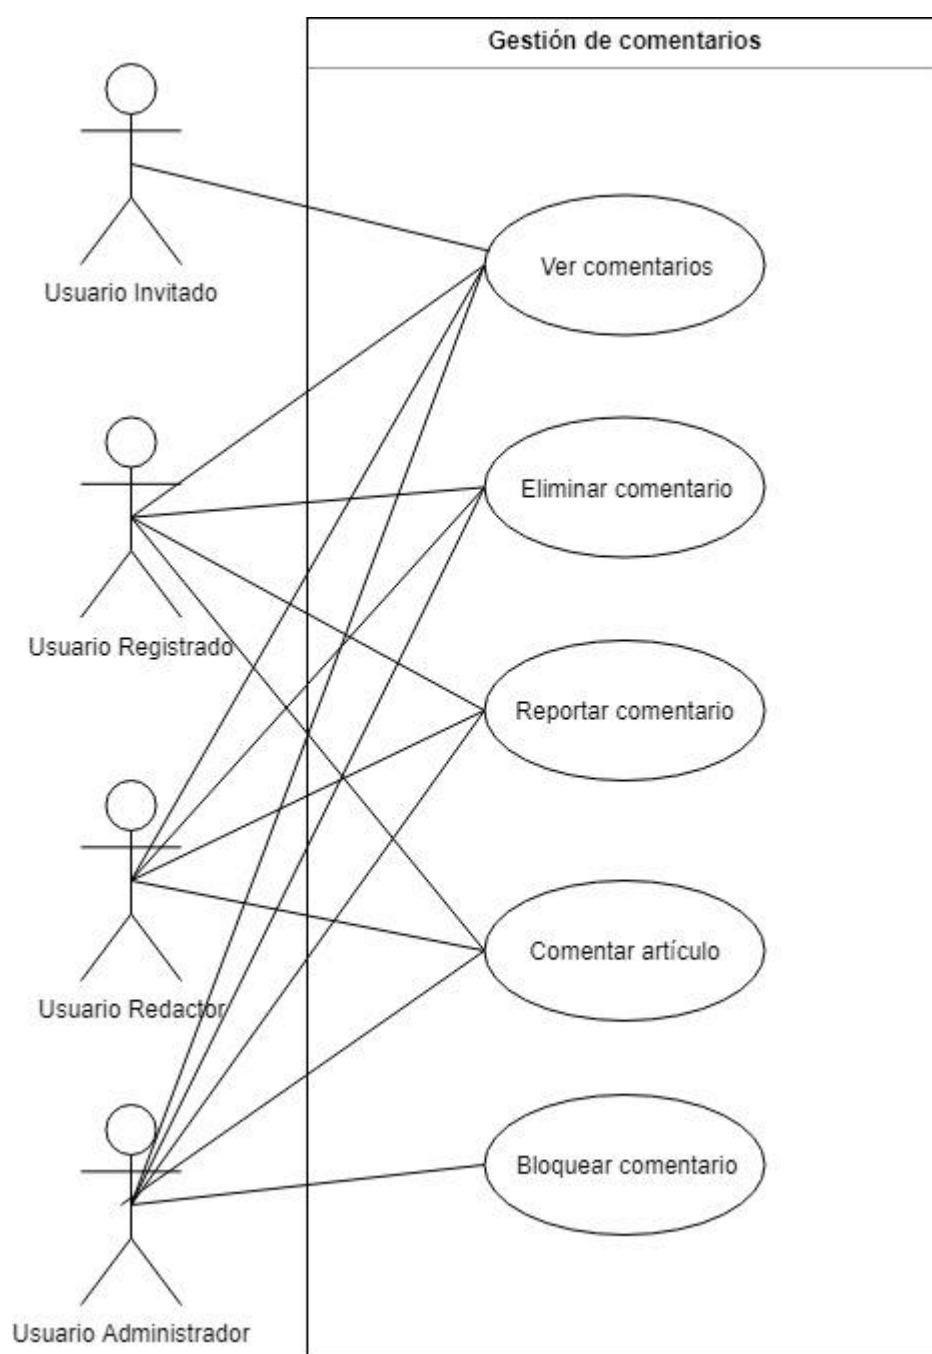 Gestión de comentarios
Usuario Invitado
Ver comentarios
Eliminar comentario
Usuario Registrado
Reportar comentario
Usuario Redactor
Comentar artículo
Bloquear comentario
Usuario Administrador